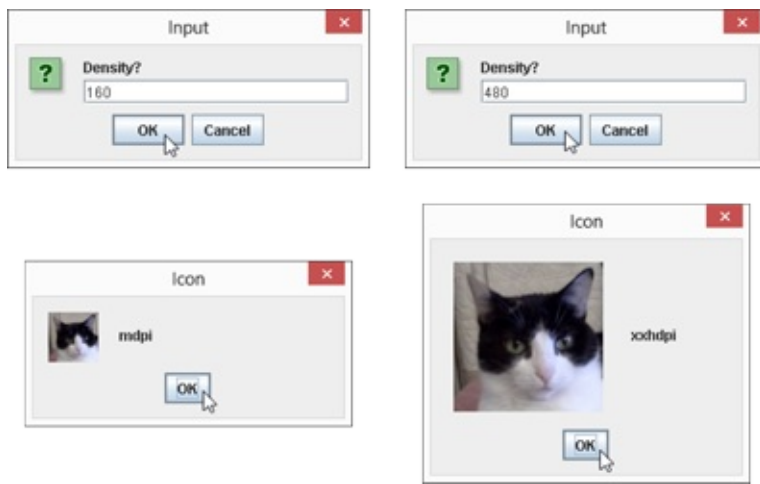 Input
Density?
160
OK Cancel
Input
Density?
480
OK Cancel
Icon
mdpi
OK
Icon
xxhdpi
OK